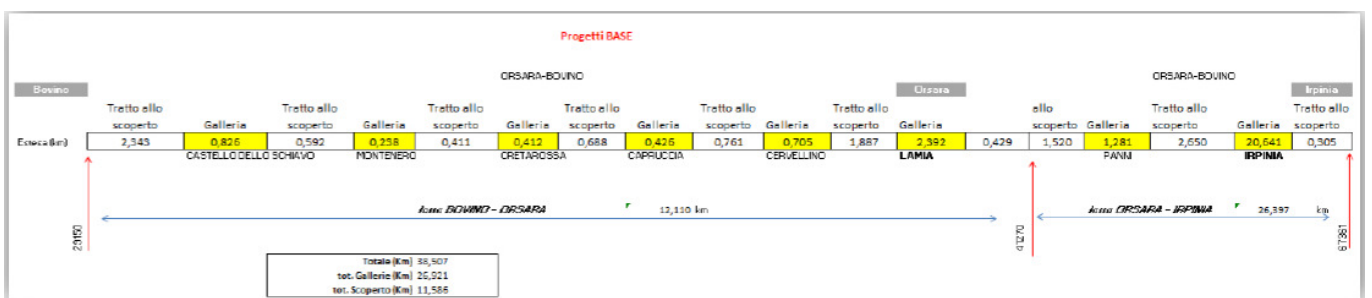 Progetti BASE
ORSARA-BOVINO ORSARA-BOVINO
Bovino Orsara Irpinia
Tratto allo Tratto allo Tratto allo Tratto allo Tratto allo Tratto allo allo Tratto allo Tratto allo
scoperto Galleria scoperto Galleria scoperto Galleria scoperto Galleria scoperto Galleria scoperto Galleria scoperto Galleria scoperto Galleria scoperto
Estesa (km) 2,343 0,826 0,592 0,238 0,411 0,412 0,688 0,426 0,761 0,705 1,887 2,392 0,429 1,520 1,281 2,650 20,641 0,305
CASTELLO DELLO SCHIAVO MONTENERO CRETAROSSA CAPRUCCIA CERVELLINO LAMIA PANNI IRPINIA
BOVINO - ORSARA 12,110 km ORSARA - IRPINIA 26,397 km
29150 41270 67361
Totale (Km) 38,507
tot. Gallerie (Km) 26,921
tot. Scoperto (Km) 11,586